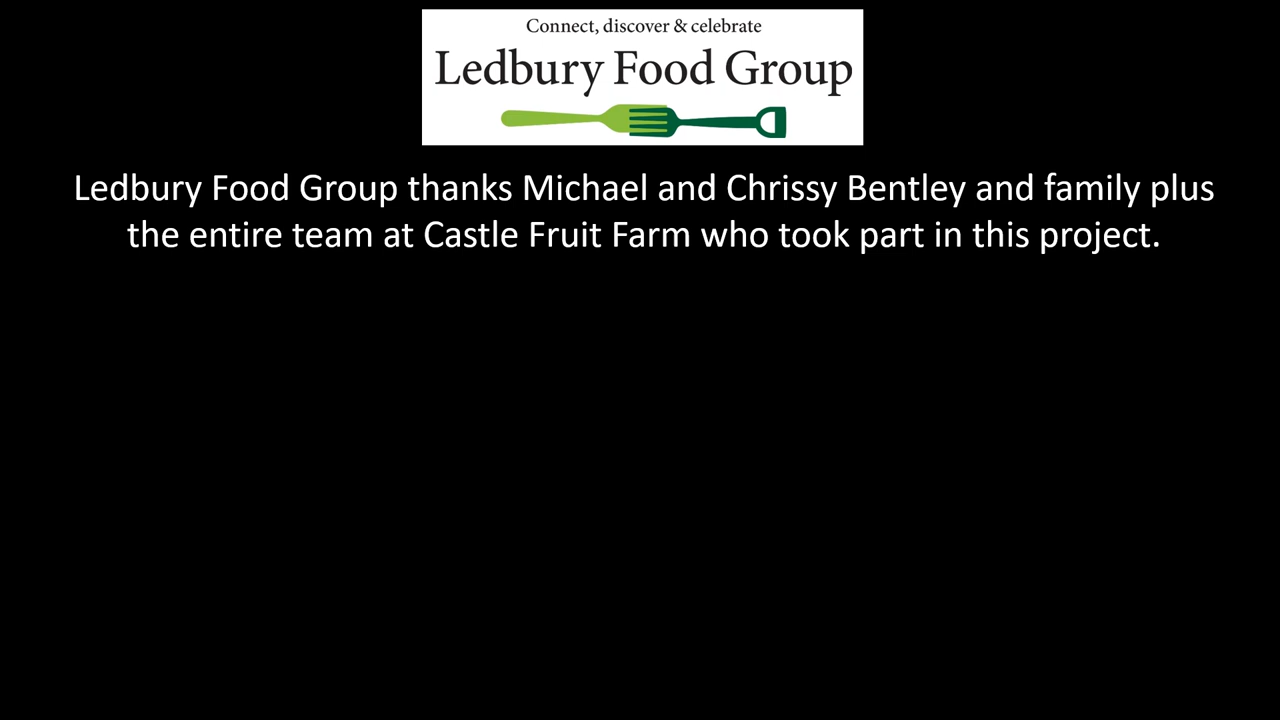 Connect, discover & celebrate
Ledbury Food Group
Ledbury Food Group thanks Michael and Chrissy Bentley and family plus
the entire team at Castle Fruit Farm who took part in this project.